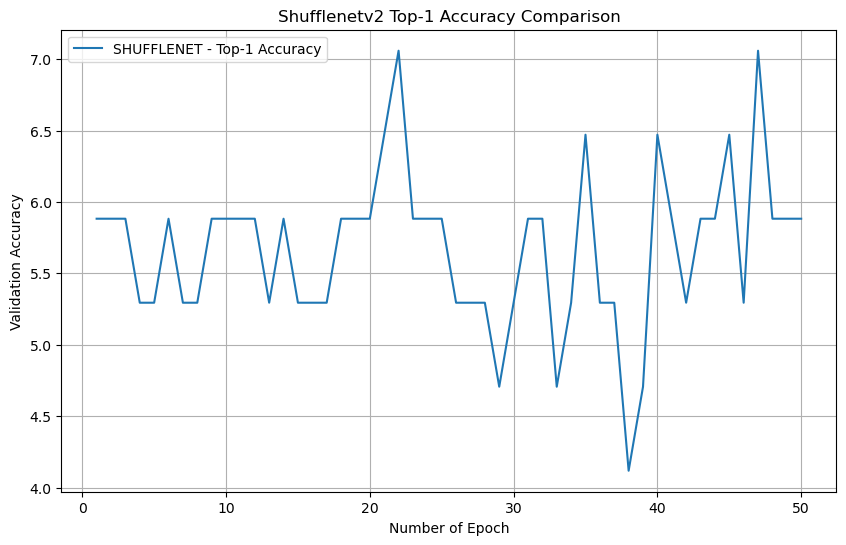 Shufflenetv2 Top-1 Accuracy Comparison
SHUFFLENET - Top-1 Accuracy
Validation Accuracy
7.0
6.5
6.0
5.5
5.0
4.5
4.0
0 10 20 30 40 50
Number of Epoch